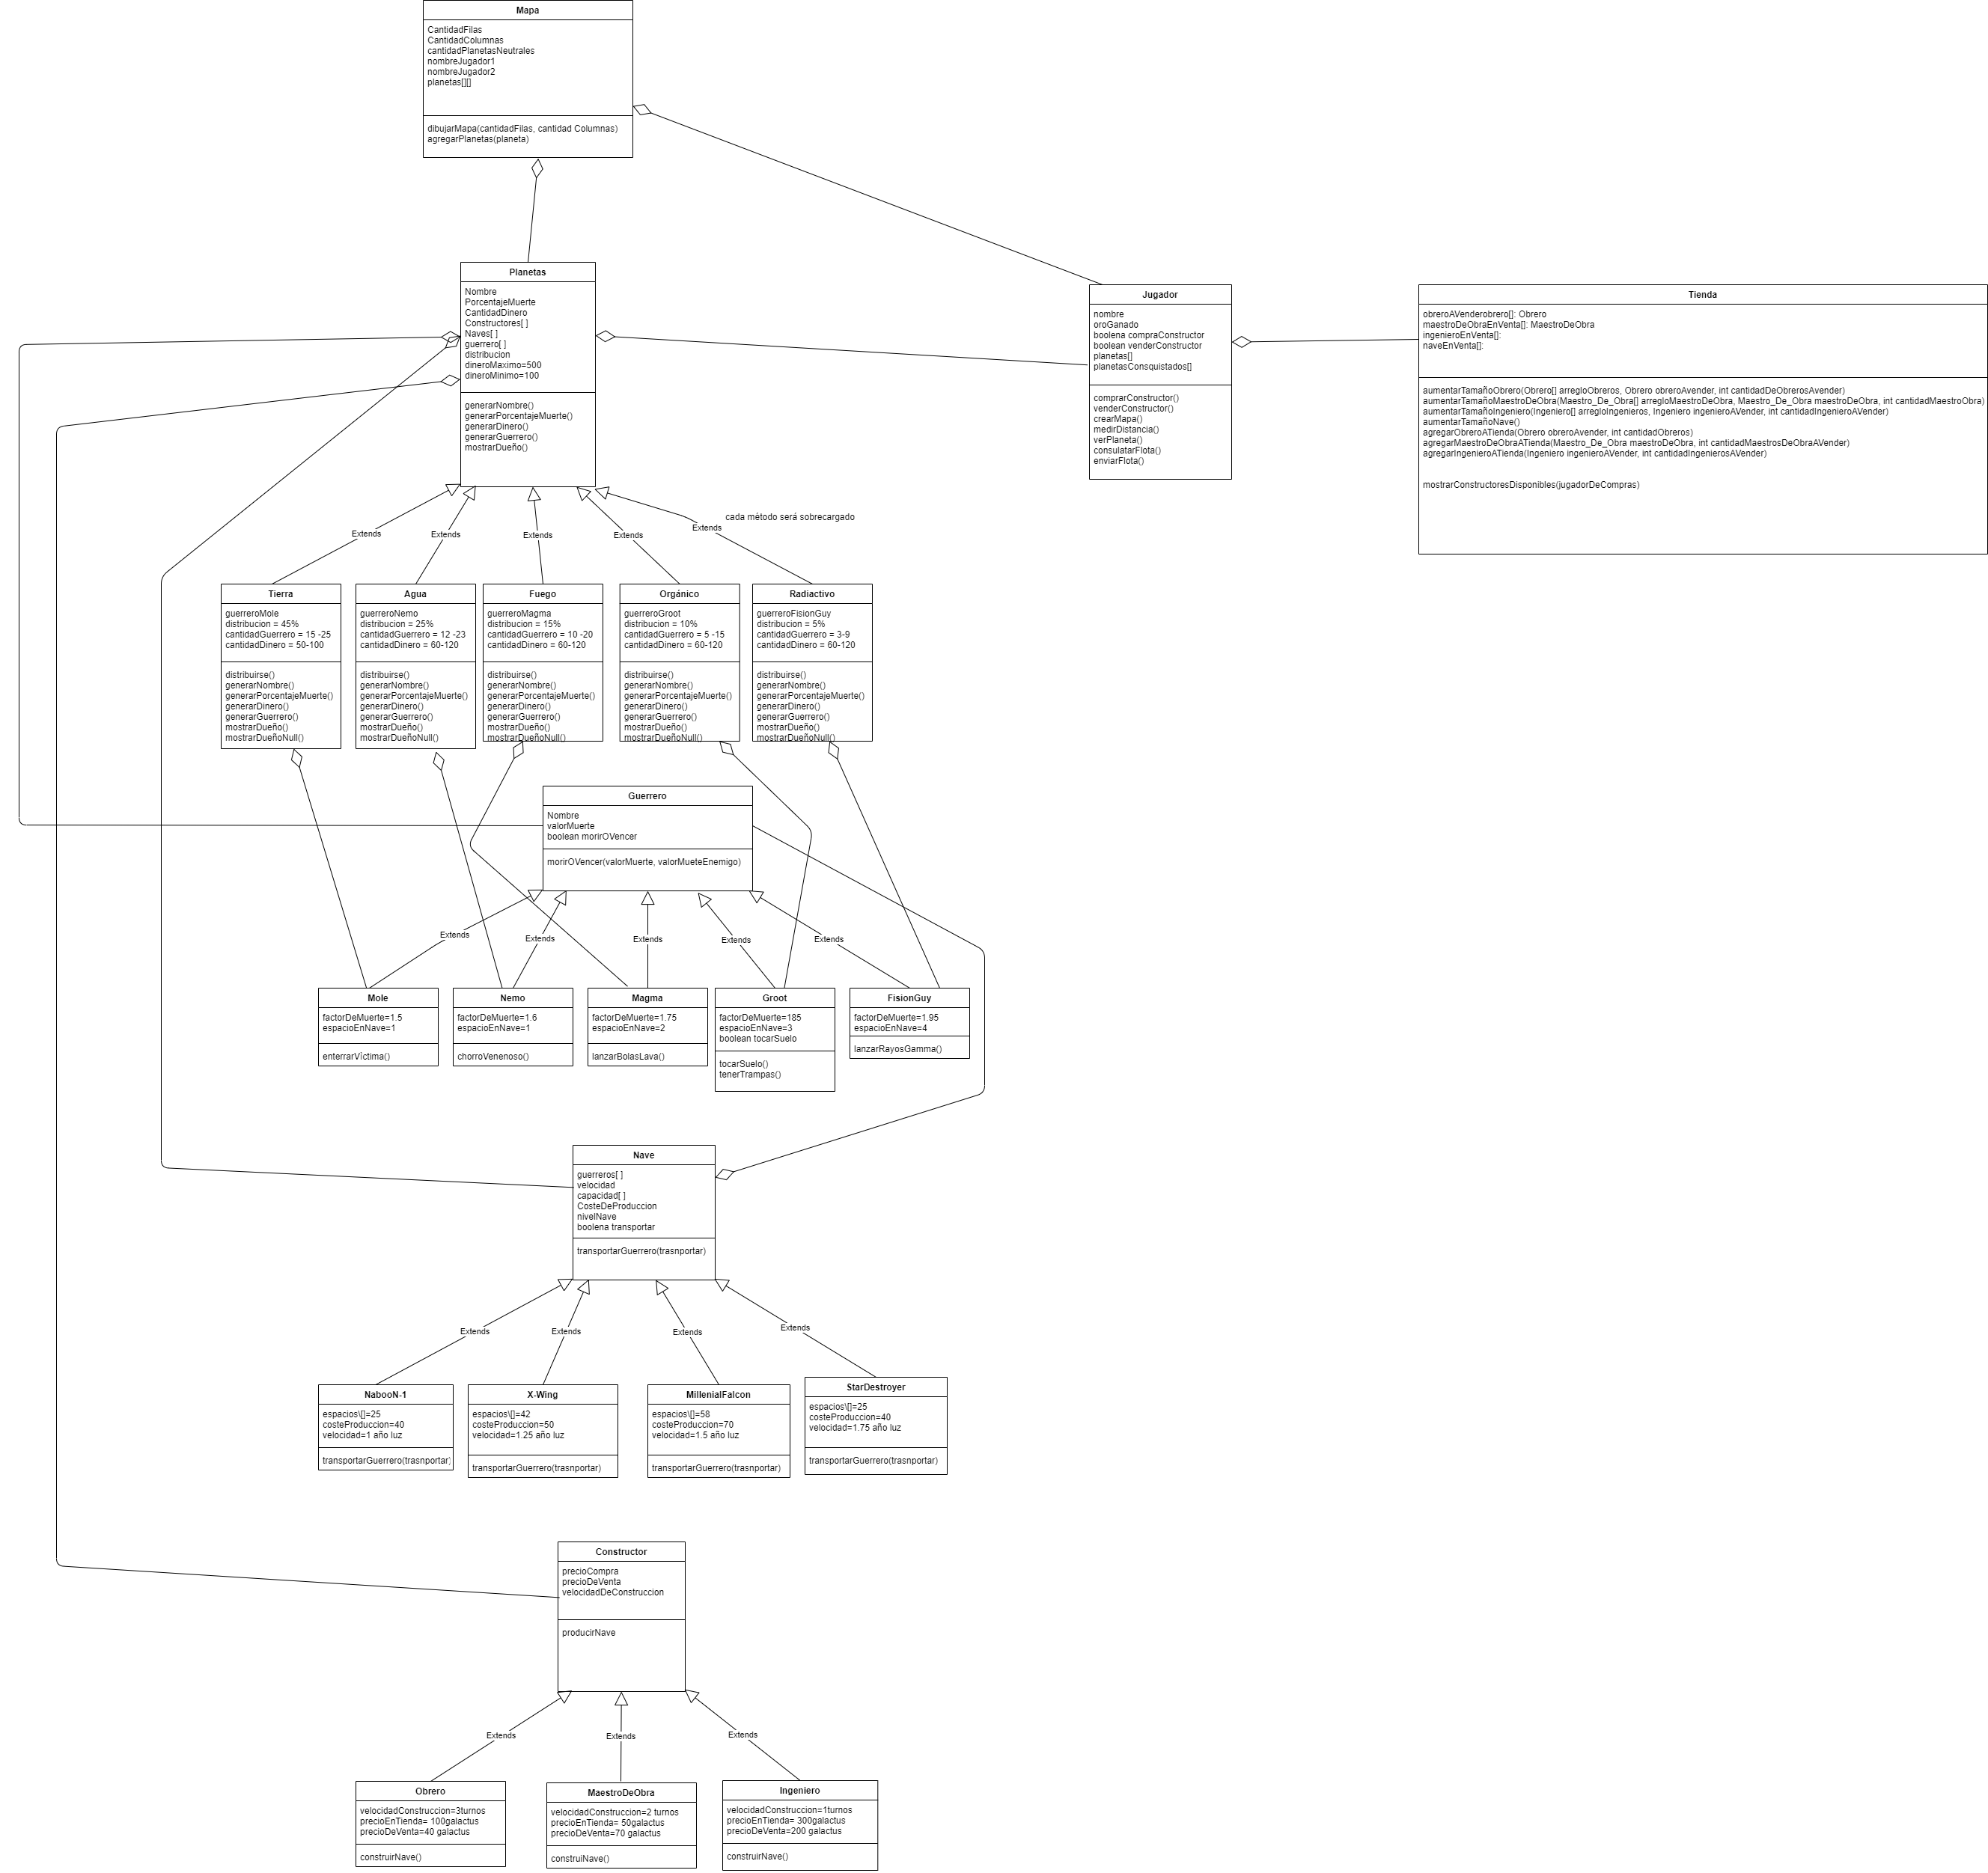 Mapa
CantidadFilas
CantidadColumnas
cantidadPlanetasNeutrales
nombreJugador1
nombreJugador2
planetas[][]
dibujarMapa(cantidadFilas, cantidad Columnas)
agregarPlanetas(planeta)
Planetas
Nombre
PorcentajeMuerte
CantidadDinero
Constructores[ ]
Naves[ ]
guerrero[ ]
distribucion
dineroMaximo=500
dineroMinimo=100
generarNombre()
generarPorcentajeMuerte()
generarDinero()
generarGuerrero()
mostrarDueño()
Jugador
nombre
oroGanado
boolena compraConstructor
boolean venderConstructor
planetas[]
planetasConsquistados[]
comprarConstructor()
venderConstructor()
crearMapa()
medirDistancia()
verPlaneta()
consulatarFlota()
enviarFlota()
Tienda
obreroAVenderobrero[]: Obrero
maestroDeObraEnVenta[]: MaestroDeObra
ingenieroEnVenta[]:
naveEnVenta[]:
aumentarTamañoObrero(Obrero[] arregloObreros, Obrero obreroAvender, int cantidadDeObrerosAvender)
aumentarTamañoMaestroDeObra(Maestro_De_Obra[] arregloMaestroDeObra, Maestro_De_Obra maestroDeObra, int cantidadMaestroObra)
aumentarTamañoIngeniero(Ingeniero[] arregloIngenieros, Ingeniero ingenieroAVender, int cantidadIngenieroAVender)
aumentarTamañoNave()
agregarObreroATienda(Obrero obreroAvender, int cantidadObreros)
agregarMaestroDeObraATienda(Maestro_De_Obra maestroDeObra, int cantidadMaestrosDeObraAVender)
agregarIngenieroATienda(Ingeniero ingenieroAVender, int cantidadIngenierosAVender)
mostrarConstructoresDisponibles(jugadorDeCompras)
cada método será sobrecargado
Extends
Extends
Extends
Extends
Extends
Tierra
guerreroMole
distribucion = 45%
cantidadGuerrero = 15 -25
cantidadDinero = 50-100
distribuirse()
generarNombre()
generarPorcentajeMuerte()
generarDinero()
generarGuerrero()
mostrarDueño()
mostrarDueñoNull()
Agua
guerreroNemo
distribucion = 25%
cantidadGuerrero = 12 -23
cantidadDinero = 60-120
distribuirse()
generarNombre()
generarPorcentajeMuerte()
generarDinero()
generarGuerrero()
mostrarDueño()
mostrarDueñoNull()
Fuego
guerreroMagma
distribucion = 15%
cantidadGuerrero = 10 -20
cantidadDinero = 60-120
distribuirse()
generarNombre()
generarPorcentajeMuerte()
generarDinero()
generarGuerrero()
mostrarDueño()
mostrarDueñoNull()
Orgánico
guerreroGroot
distribucion = 10%
cantidadGuerrero = 5 -15
cantidadDinero = 60-120
distribuirse()
generarNombre()
generarPorcentajeMuerte()
generarDinero()
generarGuerrero()
mostrarDueño()
mostrarDueñoNull()
Radiactivo
guerreroFisionGuy
distribucion = 5%
cantidadGuerrero = 3-9
cantidadDinero = 60-120
distribuirse()
generarNombre()
generarPorcentajeMuerte()
generarDinero()
generarGuerrero()
mostrarDueño()
mostrarDueñoNull()
Guerrero
Nombre
valorMuerte
boolean morirOVencer
morirOVencer(valorMuerte, valorMueteEnemigo)
Extends
Extends
Extends
Extends
Extends
Mole
factorDeMuerte=1.5
espacioEnNave=1
enterrarVíctima()
Nemo
factorDeMuerte=1.6
espacioEnNave=1
chorroVenenoso()
Magma
factorDeMuerte=1.75
espacioEnNave=2
lanzarBolasLava()
Groot
factorDeMuerte=185
espacioEnNave=3
boolean tocarSuelo
tocarSuelo()
tenerTrampas()
FisionGuy
factorDeMuerte=1.95
espacioEnNave=4
lanzarRayosGamma()
Nave
guerreros[ ]
velocidad
capacidad[ ]
CosteDeProduccion
nivelNave
boolena transportar
transportarGuerrero(trasnportar)
Extends
Extends
Extends
Extends
NabooN-1
espacios\[]=25
costeProduccion=40
velocidad=1 año luz
transportarGuerrero(trasnportar)
X-Wing
espacios\[]=42
costeProduccion=50
velocidad=1.25 año luz
transportarGuerrero(trasnportar)
MillenialFalcon
espacios\[]=58
costeProduccion=70
velocidad=1.5 año luz
transportarGuerrero(trasnportar)
StarDestroyer
espacios\[]=25
costeProduccion=40
velocidad=1.75 año luz
transportarGuerrero(trasnportar)
Constructor
precioCompra
precioDeVenta
velocidadDeConstruccion
producirNave
Extends
Extends
Extends
Obrero
velocidadConstruccion=3turnos
precioEnTienda= 100galactus
precioDeVenta=40 galactus
construirNave()
MaestroDeObra
velocidadConstruccion=2 turnos
precioEnTienda= 50galactus
precioDeVenta=70 galactus
construiNave()
Ingeniero
velocidadConstruccion=1turnos
precioEnTienda= 300galactus
precioDeVenta=200 galactus
construirNave()